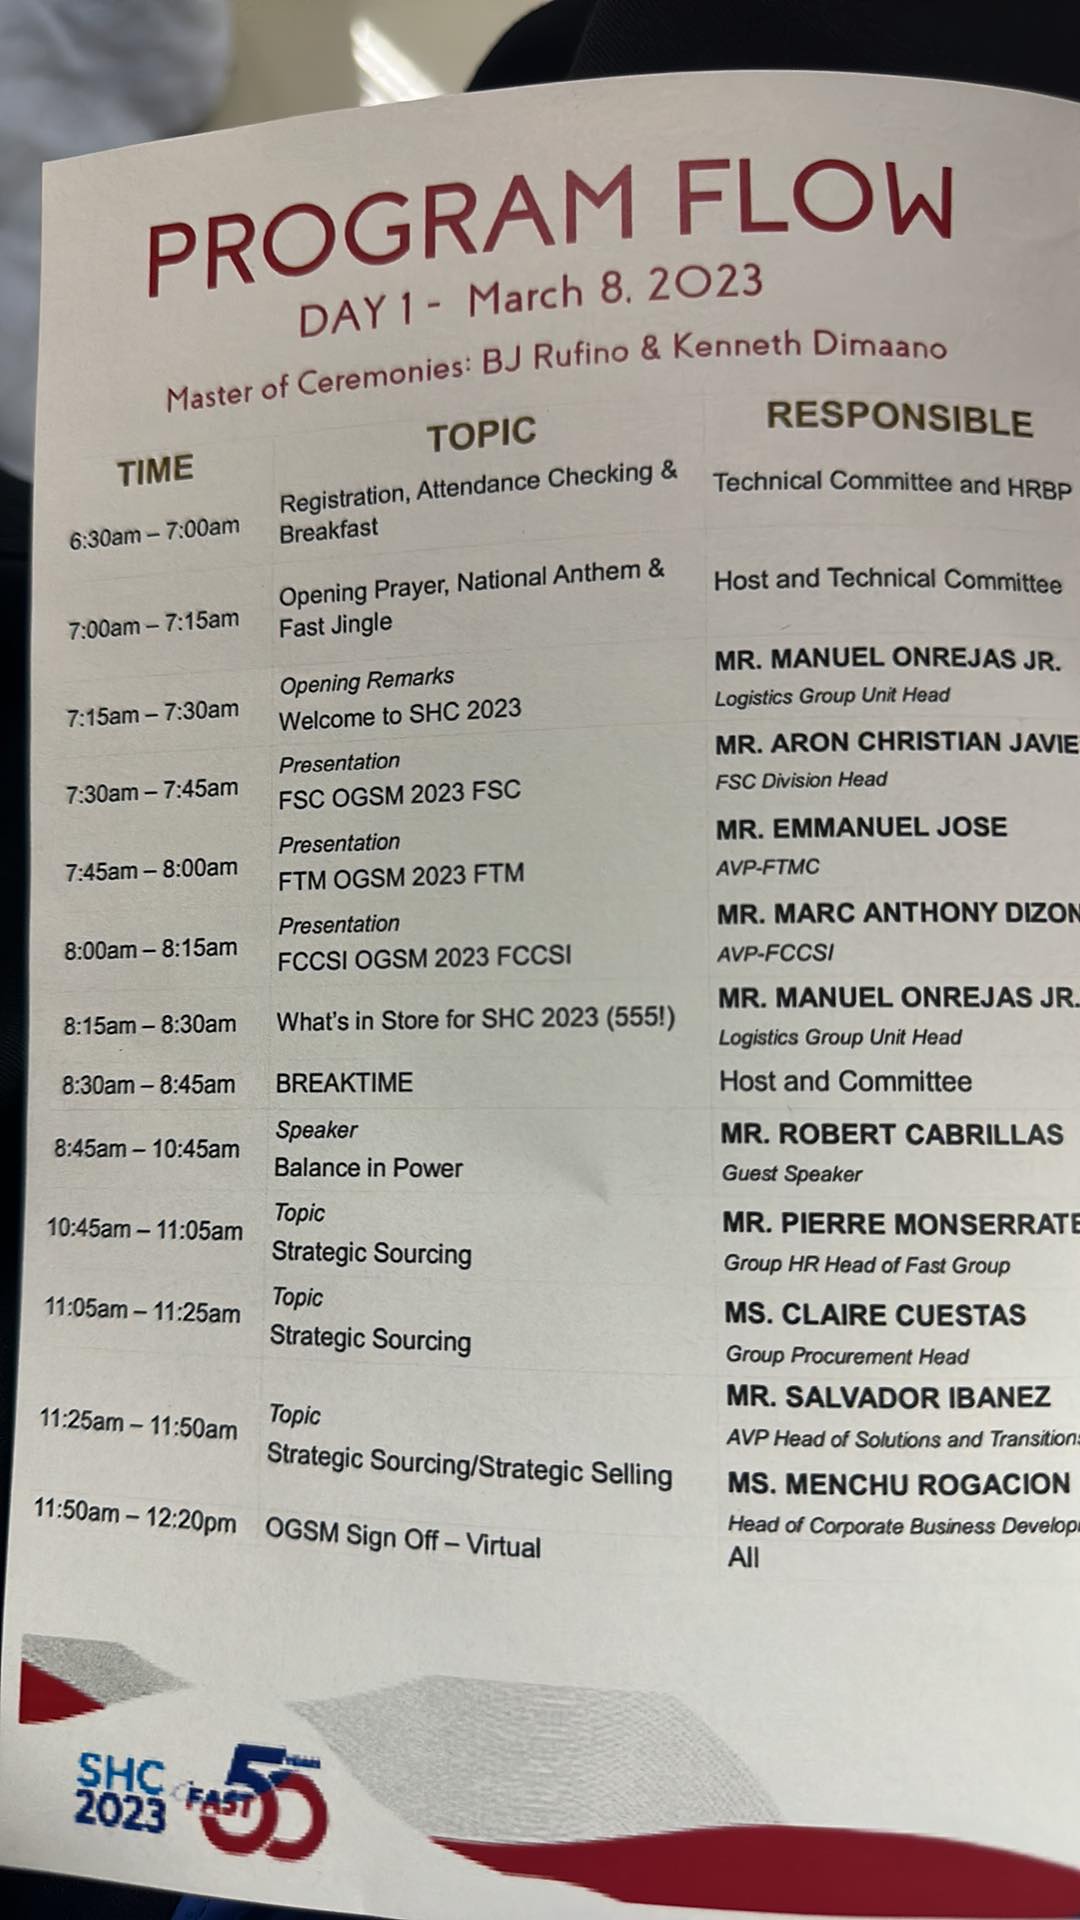 PROGRAM FLOW
DAY 1 - March 8, 2023
Master of Ceremonies: BJ Rufino & Kenneth Dimaano
TIME
TOPIC
RESPONSIBLE
6:30am – 7:00am
Registration, Attendance Checking &
Breakfast
Technical Committee and HRBP
7:00am – 7:15am
Opening Prayer, National Anthem &
Fast Jingle
Host and Technical Committee
7:15am – 7:30am
Opening Remarks
Welcome to SHC 2023
MR. MANUEL ONREJAS JR.
Logistics Group Unit Head
7:30am – 7:45am
Presentation
FSC OGSM 2023 FSC
MR. ARON CHRISTIAN JAVIE
FSC Division Head
7:45am – 8:00am
Presentation
FTM OGSM 2023 FTM
MR. EMMANUEL JOSE
AVP-FTMC
8:00am – 8:15am
Presentation
FCCSI OGSM 2023 FCCSI
MR. MARC ANTHONY DIZON
AVP-FCCSI
8:15am – 8:30am
What's in Store for SHC 2023 (555!)
MR. MANUEL ONREJAS JR.
Logistics Group Unit Head
8:30am – 8:45am
BREAKTIME
Host and Committee
8:45am – 10:45am
Speaker
Balance in Power
MR. ROBERT CABRILLAS
Guest Speaker
10:45am – 11:05am
Topic
Strategic Sourcing
MR. PIERRE MONSERRATE
Group HR Head of Fast Group
11:05am – 11:25am
Topic
Strategic Sourcing
MS. CLAIRE CUESTAS
Group Procurement Head
11:25am – 11:50am
Topic
Strategic Sourcing/Strategic Selling
MR. SALVADOR IBANEZ
AVP Head of Solutions and Transition
MS. MENCHU ROGACION
Head of Corporate Business Develop
11:50am – 12:20pm
OGSM Sign Off – Virtual
All
SHC
2023
FAST
50